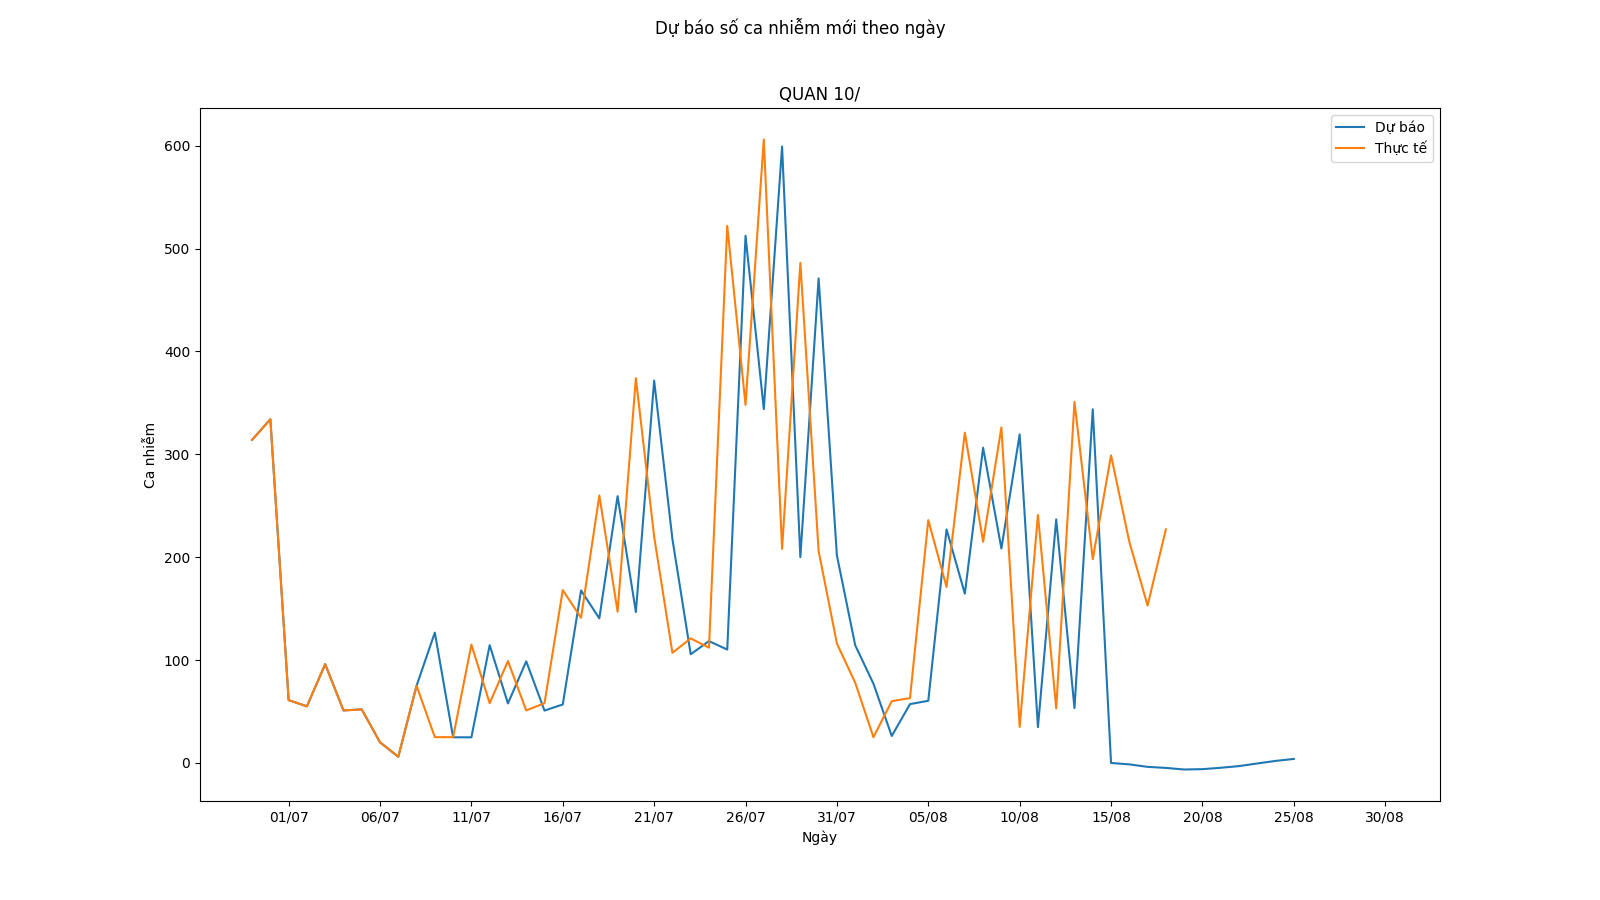 Dự báo số ca nhiễm mới theo ngày
QUAN 10/
Dự báo
Thực tế
600
500
400
300
200
100
0
Ca nhiễm
01/07 06/07 11/07 16/07 21/07 26/07 31/07 05/08 10/08 15/08 20/08 25/08 30/08
Ngày